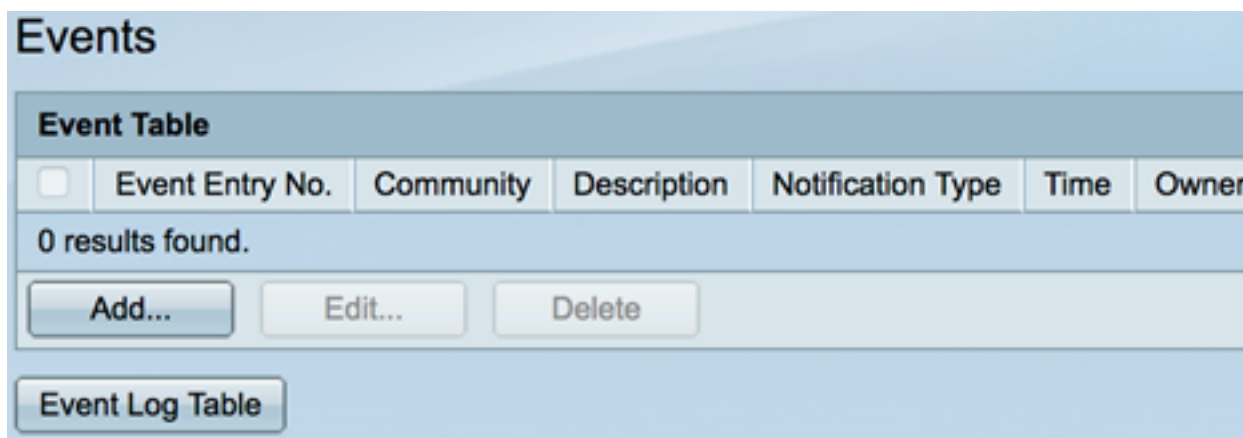 Events
Event Table
Event Entry No. Community Description Notification Type Time Owner
0 results found.
Add... Edit... Delete
Event Log Table